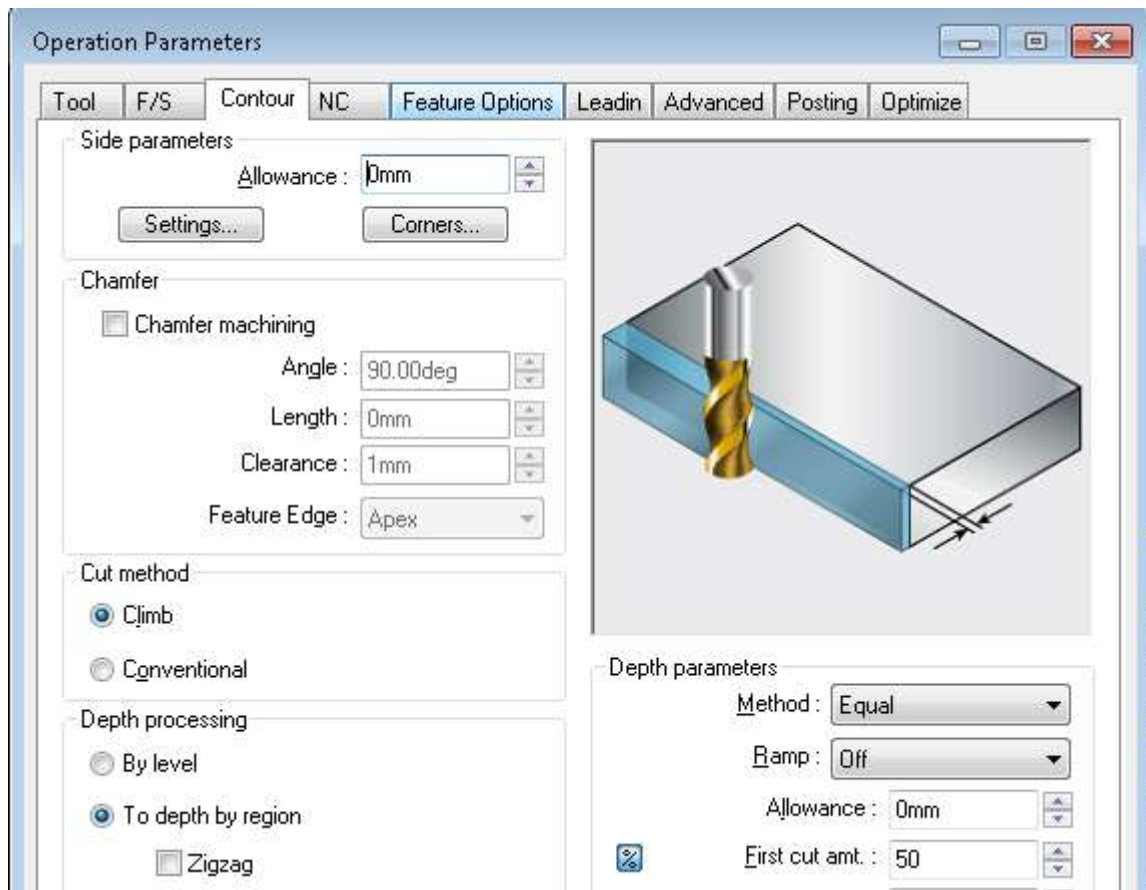 Operation Parameters
Tool F/S Contour NC Feature Options Leadin Advanced Posting Optimize
Side parameters
Allowance : 0mm
Settings... Corners...
Chamfer
Chamfer machining
Angle : 90.00deg
Length : 0mm
Clearance : 1mm
Feature Edge : Apex
Cut method
Climb
Conventional
Depth processing
By level
To depth by region
Zigzag
Depth parameters
Method : Equal
Ramp : Off
Allowance : 0mm
% First cut amt. : 50